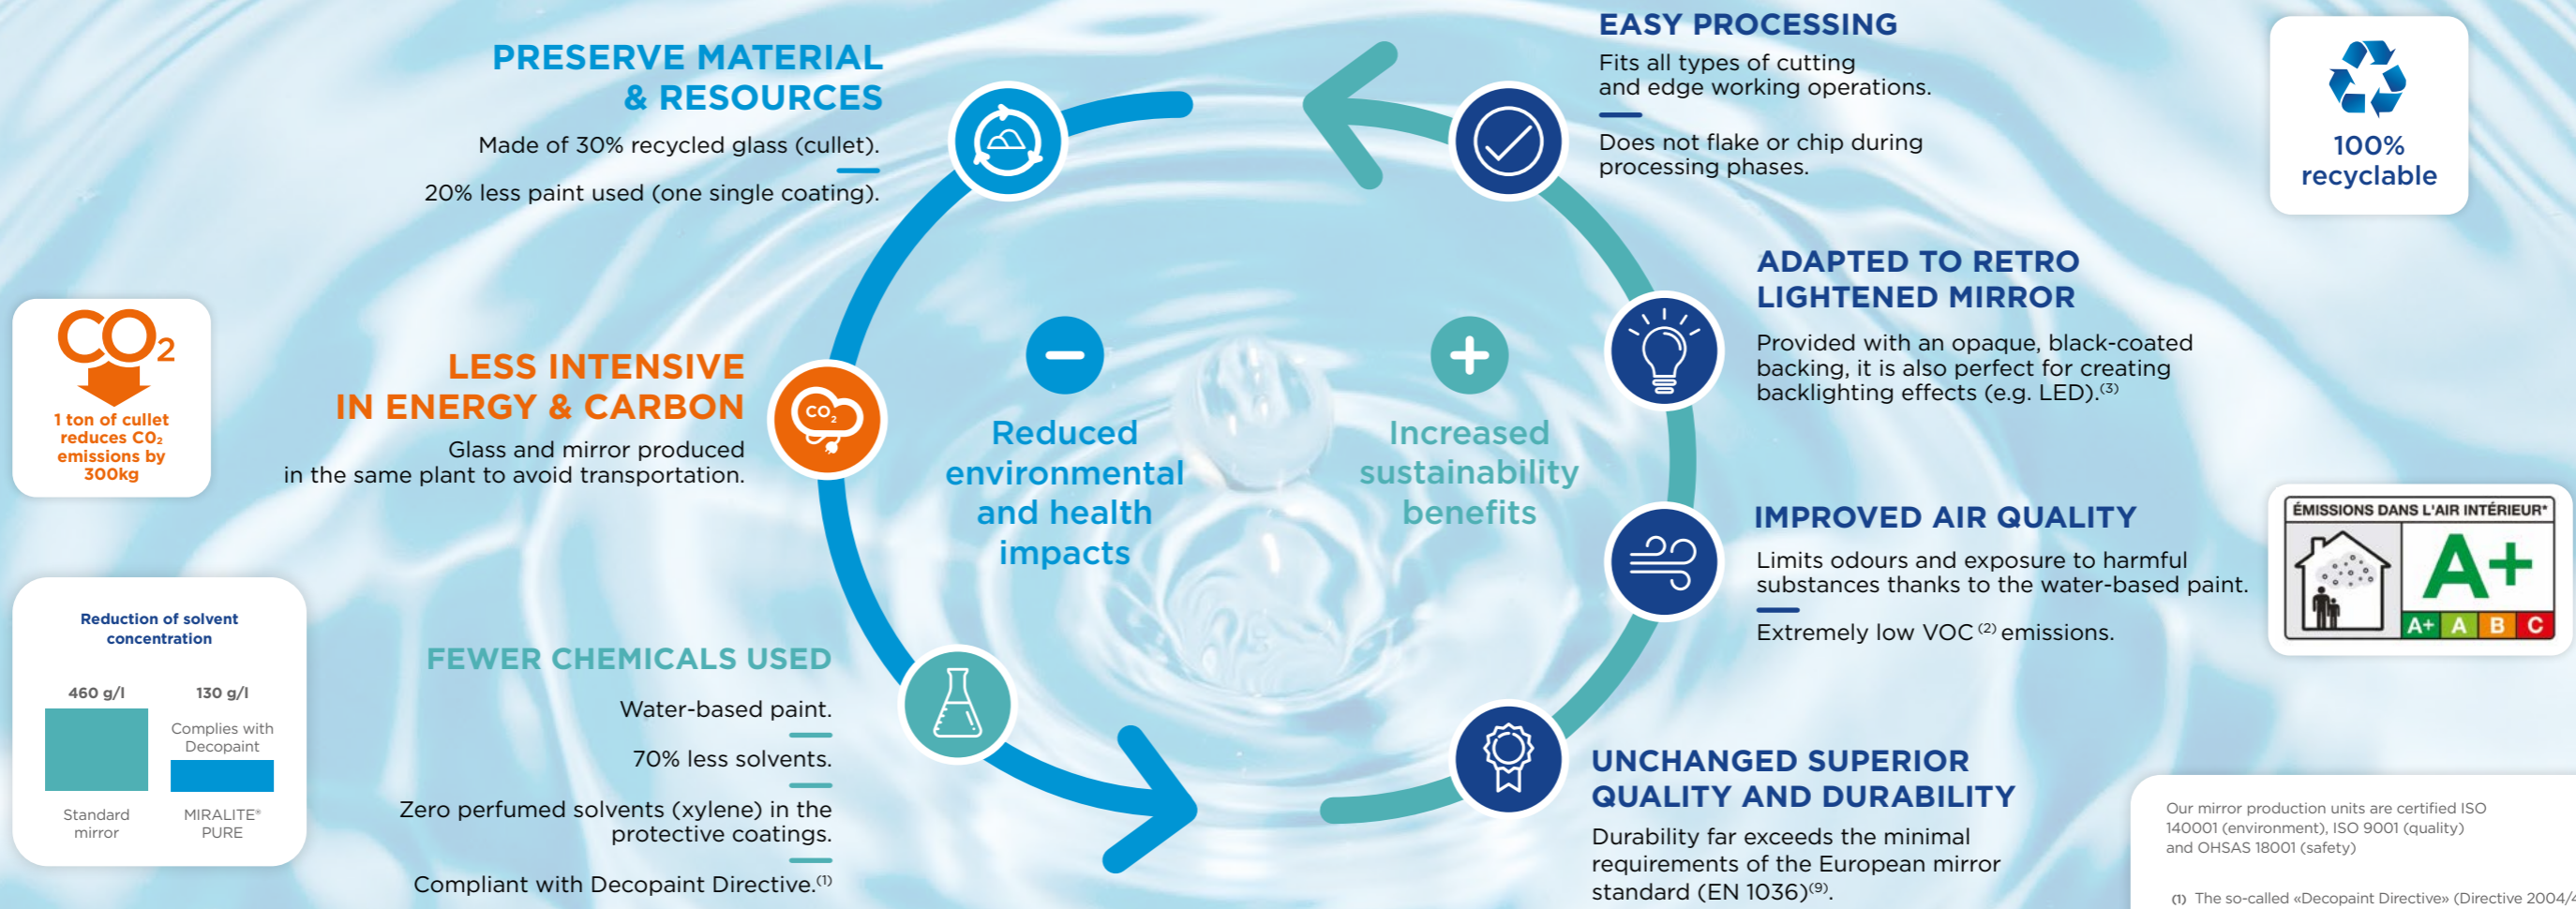 PRESERVE MATERIAL
& RESOURCES
Made of 30% recycled glass (cullet).
20% less paint used (one single coating).
CO2
1 ton of cullet
reduces CO₂
emissions by
300kg
LESS INTENSIVE
IN ENERGY & CARBON
Glass and mirror produced
in the same plant to avoid transportation.
CO₂
Reduction of solvent
concentration
460 g/l
130 g/l
Complies with
Decopaint
Standard
mirror
MIRALITE®
PURE
FEWER CHEMICALS USED
Water-based paint.
70% less solvents.
Zero perfumed solvents (xylene) in the
protective coatings.
Compliant with Decopaint Directive.(1)
Reduced
environmental
and health
impacts
Increased
sustainability
benefits
EASY PROCESSING
Fits all types of cutting
and edge working operations.
Does not flake or chip during
processing phases.
100%
recyclable
ADAPTED TO RETRO
LIGHTENED MIRROR
Provided with an opaque, black-coated
backing, it is also perfect for creating
backlighting effects (e.g. LED).(3)
IMPROVED AIR QUALITY
Limits odours and exposure to harmful
substances thanks to the water-based paint.
Extremely low VOC (2) emissions.
ÉMISSIONS DANS L'AIR INTÉRIEUR*
A+
A+ A B C
UNCHANGED SUPERIOR
QUALITY AND DURABILITY
Durability far exceeds the minimal
requirements of the European mirror
standard (EN 1036)(9).
Our mirror production units are certified ISO
140001 (environment), ISO 9001 (quality)
and OHSAS 18001 (safety)
(1) The so-called «Decopaint Directive» (Directive 2004/